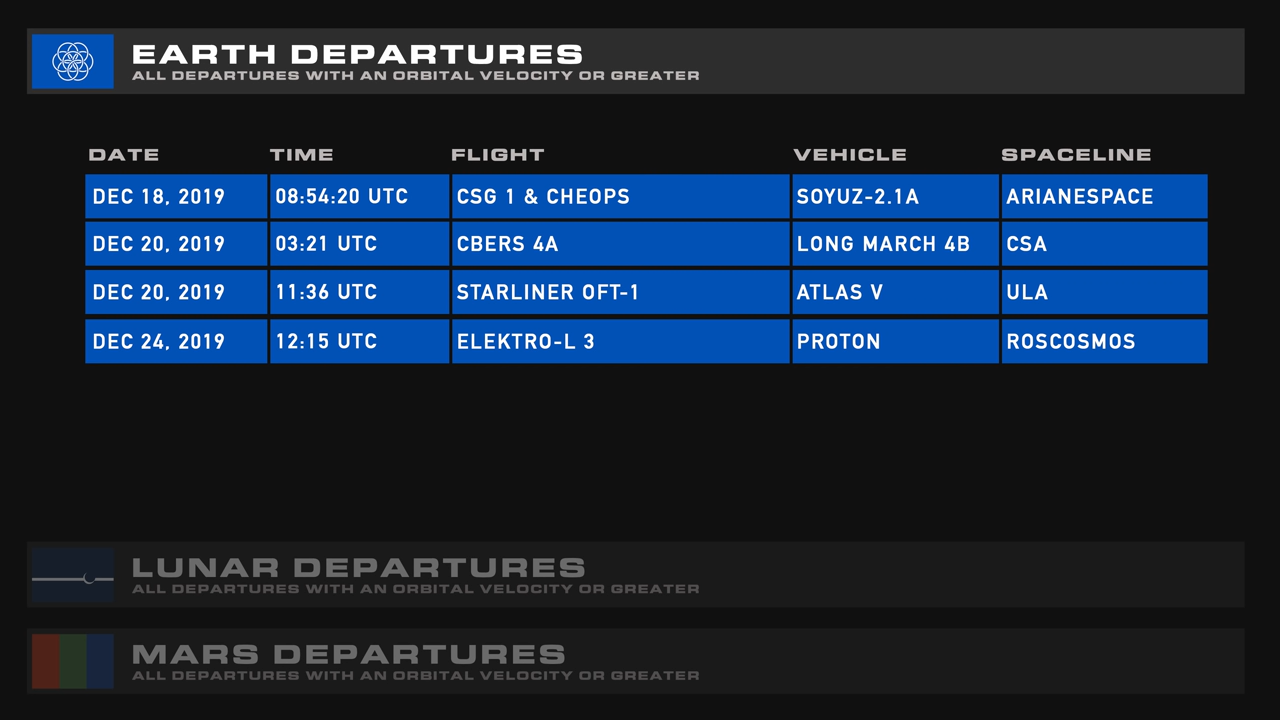 EARTH DEPARTURES
ALL DEPARTURES WITH AN ORBITAL VELOCITY OR GREATER
DATE TIME FLIGHT VEHICLE SPACELINE
DEC 18, 2019 08:54:20 UTC CSG 1 & CHEOPS SOYUZ-2.1A ARIANESPACE
DEC 20, 2019 03:21 UTC CBERS 4A LONG MARCH 4B CSA
DEC 20, 2019 11:36 UTC STARLINER OFT-1 ATLAS V ULA
DEC 24, 2019 12:15 UTC ELEKTRO-L 3 PROTON ROSCOSMOS
LUNAR DEPARTURES
ALL DEPARTURES WITH AN ORBITAL VELOCITY OR GREATER
MARS DEPARTURES
ALL DEPARTURES WITH AN ORBITAL VELOCITY OR GREATER